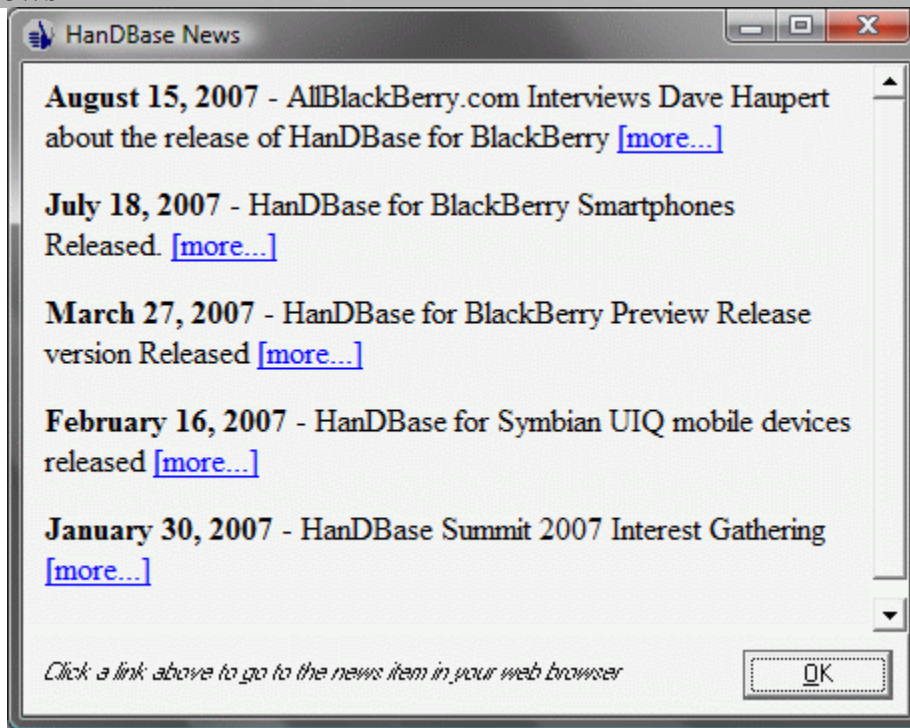 HanDBase News
August 15, 2007 - AllBlackBerry.com Interviews Dave Haupert
about the release of HanDBase for BlackBerry [more...]
July 18, 2007 - HanDBase for BlackBerry Smartphones
Released. [more...]
March 27, 2007 - HanDBase for BlackBerry Preview Release
version Released [more...]
February 16, 2007 - HanDBase for Symbian UIQ mobile devices
released [more...]
January 30, 2007 - HanDBase Summit 2007 Interest Gathering
[more...]
Click a link above to go to the news item in your web browser
OK